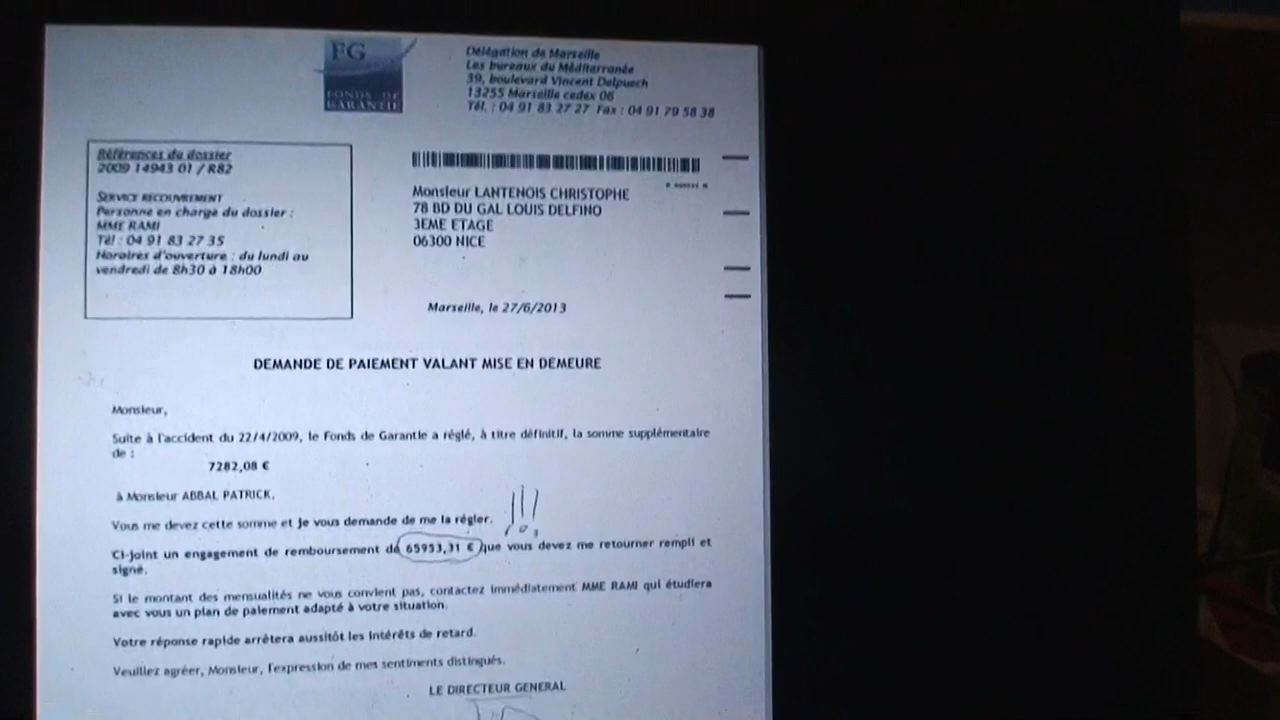 FG
FONDS DE
GARANTIE
Délégation de Marseille
Les bureaux du Méditerranée
39, boulevard Vincent Delpuech
13255 Marseille cedex 06
Tél. : 04 91 83 27 27 Fax : 04 91 79 58 38
Références du dossier
2009 14943 01 / R82
SERVICE RECOUVREMENT
Personne en charge du dossier :
MME RAMI
Tél : 04 91 83 27 35
Horaires d'ouverture : du lundi au
vendredi de 8h30 à 18h00
Monsieur LANTENOIS CHRISTOPHE
78 BD DU GAL LOUIS DELFINO
3EME ETAGE
06300 NICE
Marseille, le 27/6/2013
DEMANDE DE PAIEMENT VALANT MISE EN DEMEURE
Monsieur,
Suite à l'accident du 22/4/2009, le Fonds de Garantie a réglé, à titre définitif, la somme supplémentaire
de :
7282,08 €
à Monsieur ABBAL PATRICK.
Vous me devez cette somme et je vous demande de me la régler. !!!
Ci-joint un engagement de remboursement de 65953,31 € que vous devez me retourner rempli et
signé.
Si le montant des mensualités ne vous convient pas, contactez immédiatement MME RAMI qui étudiera
avec vous un plan de paiement adapté à votre situation.
Votre réponse rapide arrêtera aussitôt les intérêts de retard.
Veuillez agréer, Monsieur, l'expression de mes sentiments distingués.
LE DIRECTEUR GENERAL